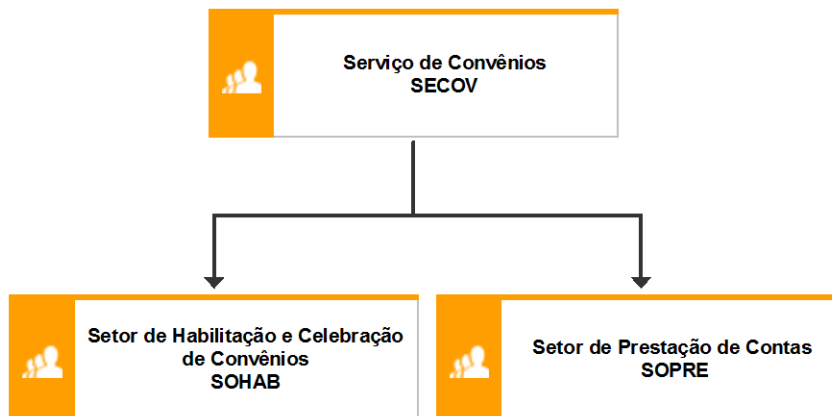 Serviço de Convênios
SECOV
Setor de Habilitação e Celebração
de Convênios
SOHAB
Setor de Prestação de Contas
SOPRE